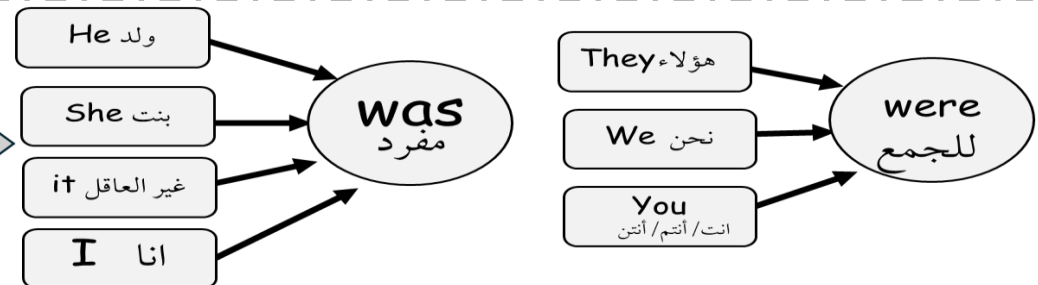 He ولد
She بنت
it غير العاقل
I انا
was
مفرد
They هؤلاء
We نحن
You
انت/ أنتم/ أنتن
were
للجمع